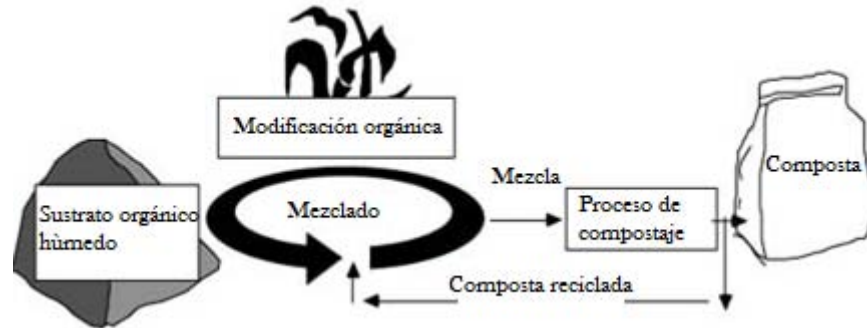 Modificación orgánica
Sustrato orgánico
hùmedo
Mezclado
Mezcla
Proceso de
compostaje
Composta
Composta reciclada